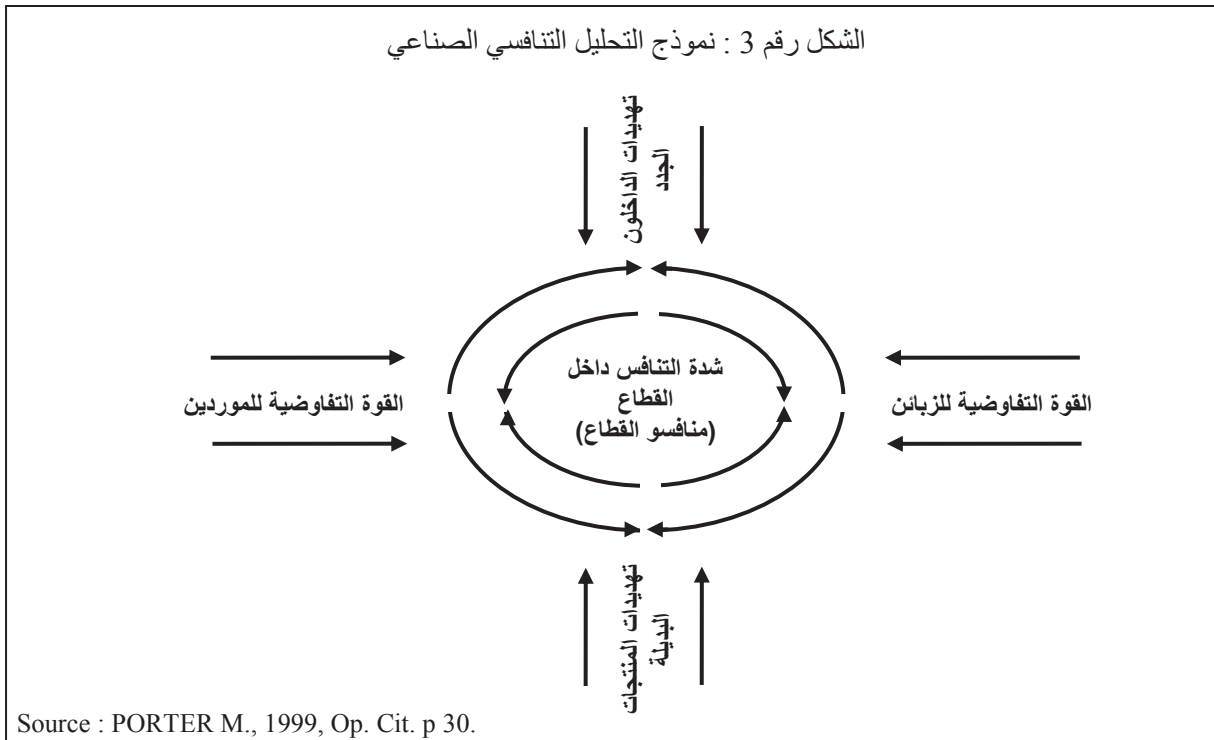 الشكل رقم 3 : نموذج التحليل التنافسي الصناعي
تهديدات الداخلون
الجدد
شدة التنافس داخل
القطاع
(منافسو القطاع)
القوة التفاوضية للزبائن
القوة التفاوضية للموردين
تهديدات المنتجات
البديلة
Source : PORTER M., 1999, Op. Cit. p 30.